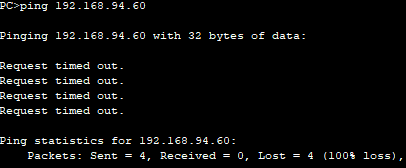 PC>ping 192.168.94.60
Pinging 192.168.94.60 with 32 bytes of data:
Request timed out.
Request timed out.
Request timed out.
Request timed out.
Ping statistics for 192.168.94.60:
Packets: Sent = 4, Received = 0, Lost = 4 (100% loss),